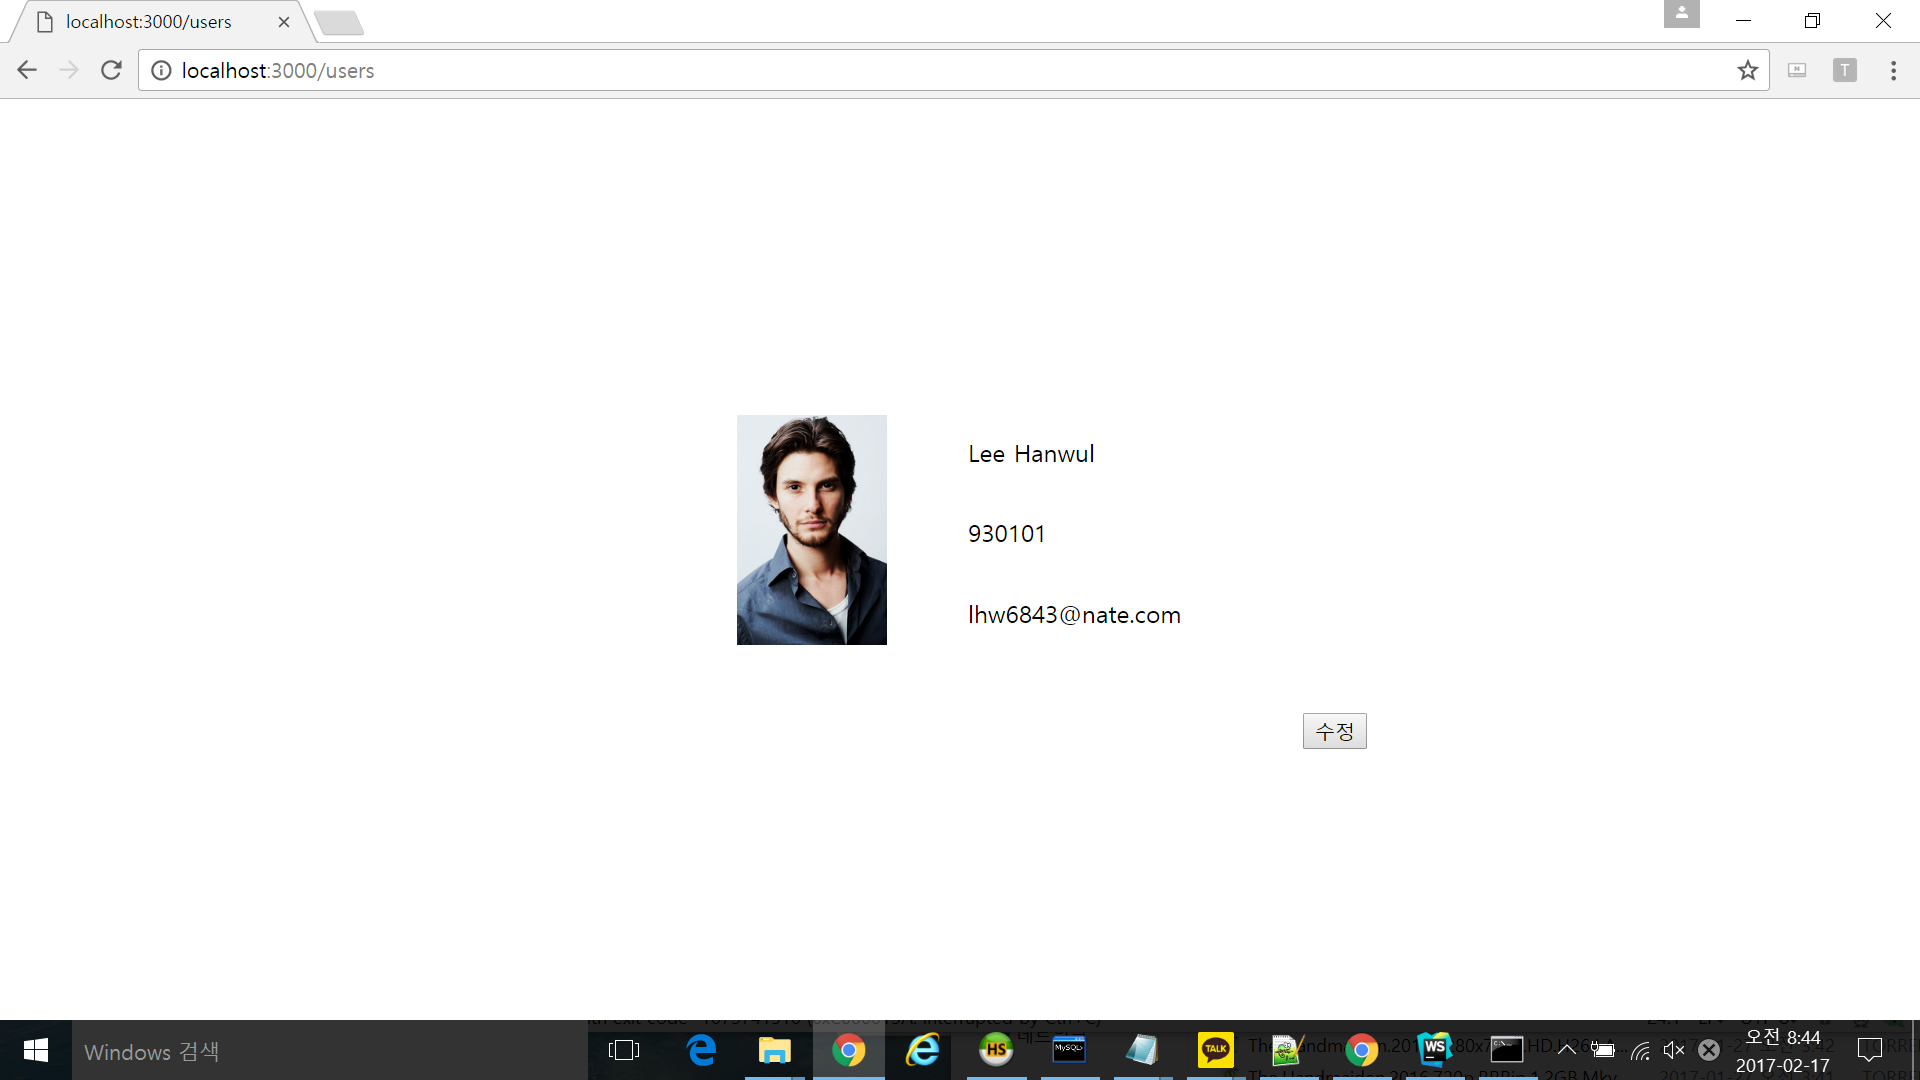 localhost:3000/users
localhost:3000/users
T
Lee Hanwul
930101
lhw6843@nate.com
수정
Windows 검색
HS
MySQL>
TALK
WS
오전 8:44
2017-02-17